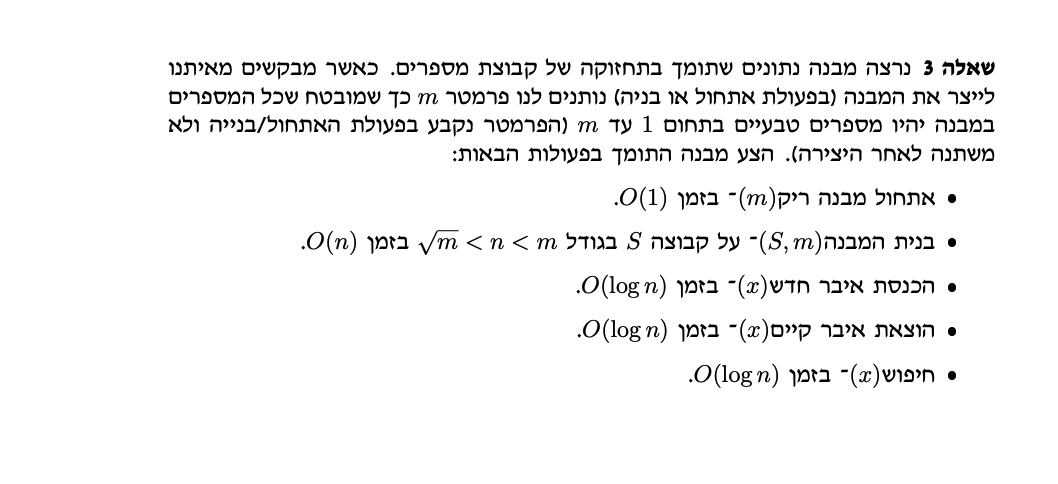 שאלה 3 נרצה מבנה נתונים שתומך בתחזוקה של קבוצת מספרים. כאשר מבקשים מאיתנו
לייצר את המבנה (בפעולת אתחול או בניה) נותנים לנו פרמטר m כך שמובטח שכל המספרים
במבנה יהיו מספרים טבעיים בתחום 1 עד m (הפרמטר נקבע בפעולת האתחול/בנייה ולא
משתנה לאחר היצירה). הצע מבנה התומך בפעולות הבאות:
• אתחול מבנה ריק(m)־ בזמן O(1).
• בנית המבנה(S, m)־ על קבוצה S בגודל √m < n < m בזמן O(n).
• הכנסת איבר חדש(x)־ בזמן O(log n).
• הוצאת איבר קיים(x)־ בזמן O(log n).
• חיפוש(x)־ בזמן O(log n).